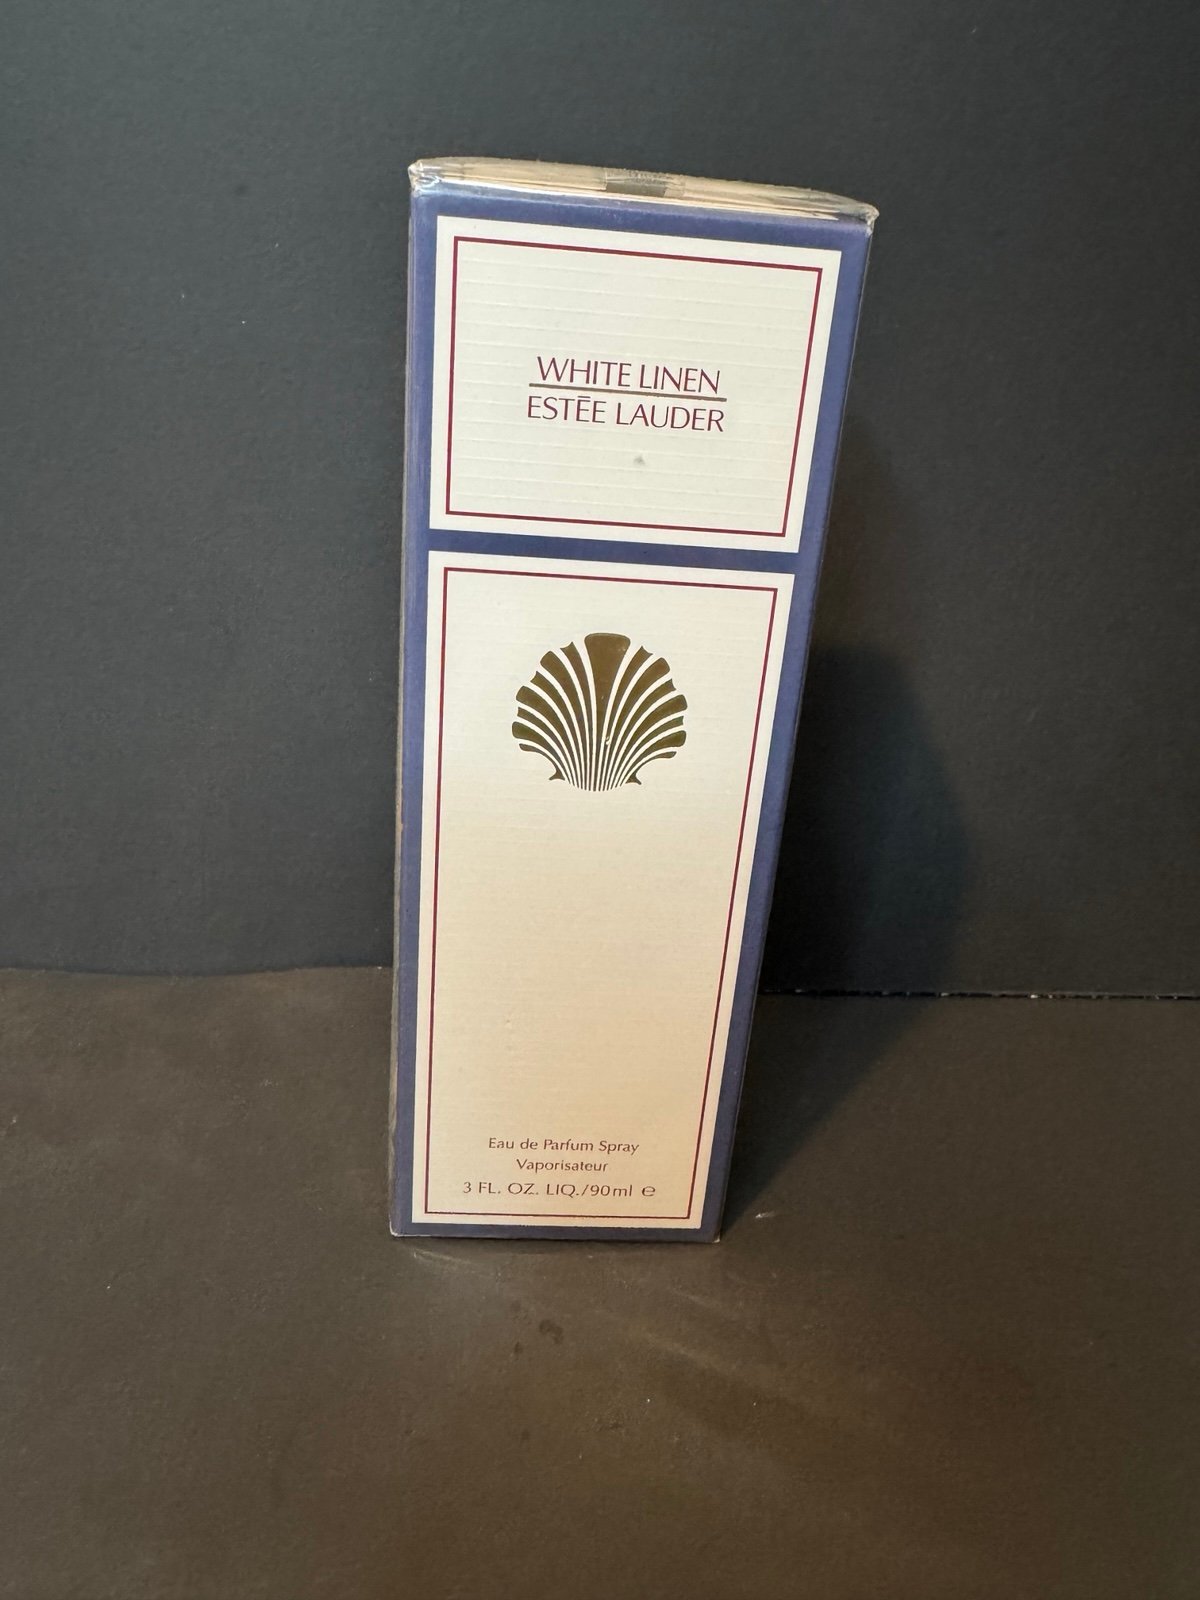 WHITE LINEN
ESTĒE LAUDER
Eau de Parfum Spray
Vaporisateur
3 FL. OZ. LIQ./90ml ℮